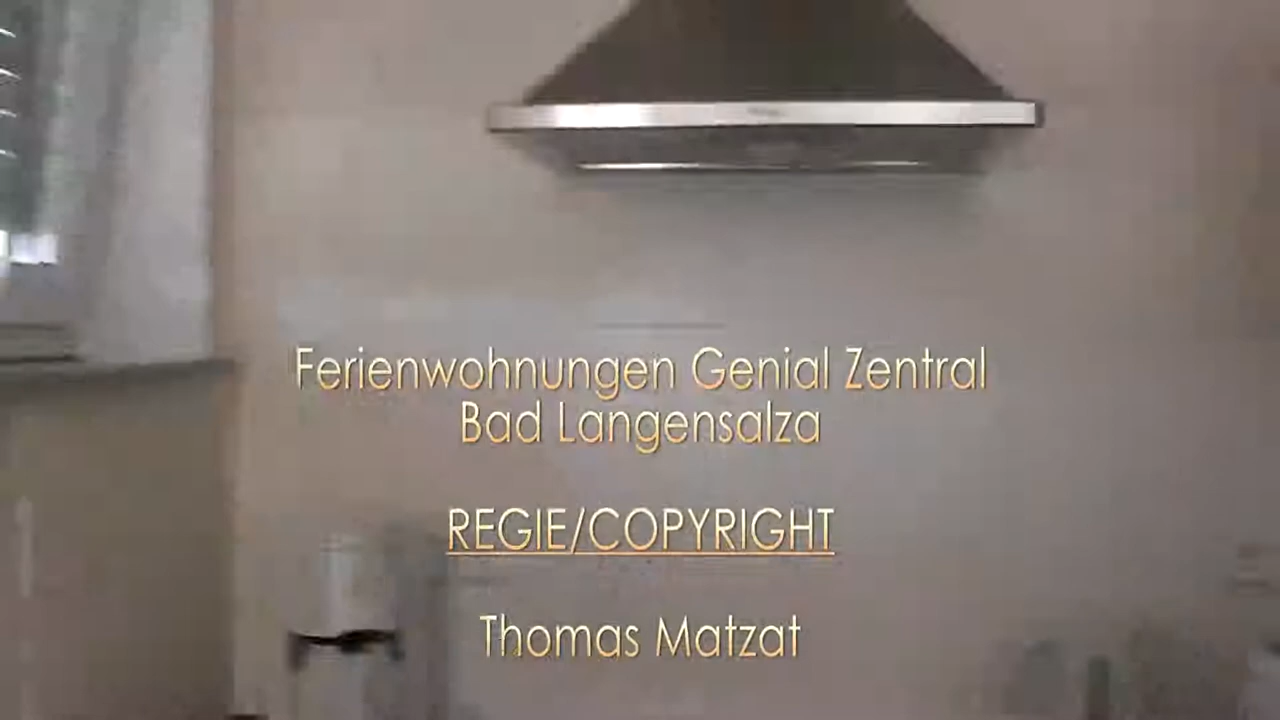 Ferienwohnungen Genial Zentral
Bad Langensalza
REGIE/COPYRIGHT
Thomas Matzat